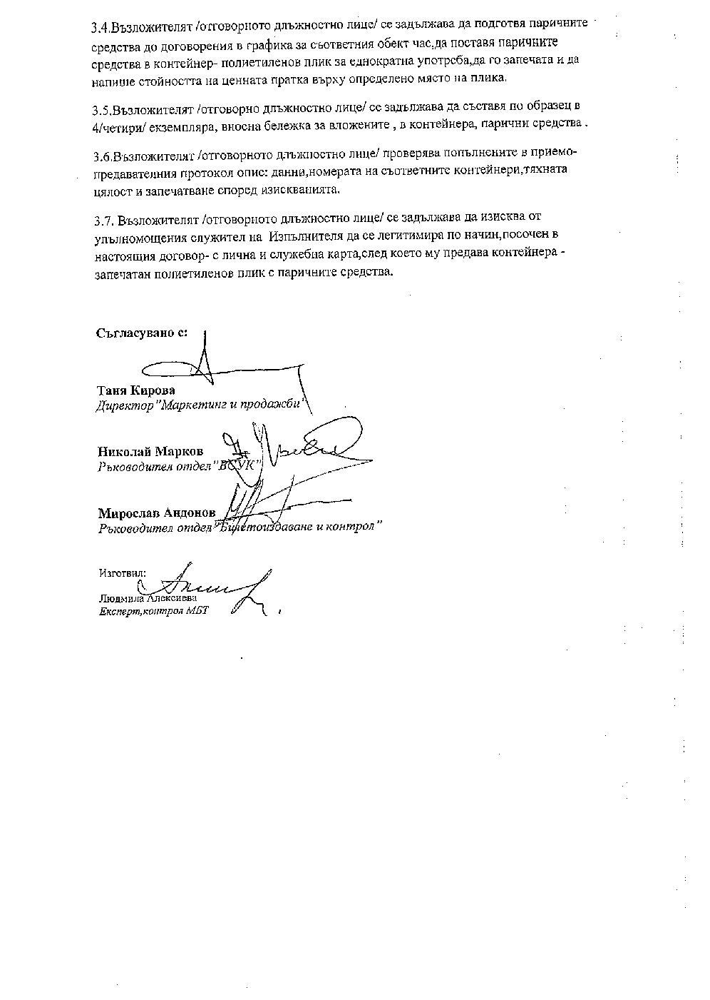 3.4.Възложителят /отговорното длъжностно лице/ се задължава да подготвя паричните
средства до договорения в графика за съответния обект час,да поставя паричните
средства в контейнер- полиетиленов плик за еднократна употреба,да го запечата и да
напише стойността на ценната пратка върху определено място на плика.
3.5.Възложителят /отговорно длъжностно лице/ се задължава да съставя по образец в
4/четири/ екземпляра, вносна бележка за вложените , в контейнера, парични средства .
3.6.Възложителят /отговорното длъжностно лице/ проверява попълнените в приемо-
предавателния протокол опис: данни,номерата на съответните контейнери,тяхната
цялост и запечатване според изискванията.
3.7. Възложителят /отговорното длъжностно лице/ се задължава да изисква от
упълномощения служител на Изпълнителя да се легитимира по начин,посочен в
настоящия договор- с лична и служебна карта,след което му предава контейнера -
запечатан полиетиленов плик с паричните средства.
Съгласувано с:
Таня Кирова
Директор"Маркетинг и продажби"
Николай Марков
Ръководител отдел"ВСУК"
Мирослав Андонов
Ръководител отдел"Билетоиздаване и контрол"
Изготвил:
Людмила Алексиева
Експерт,контрол МБТ